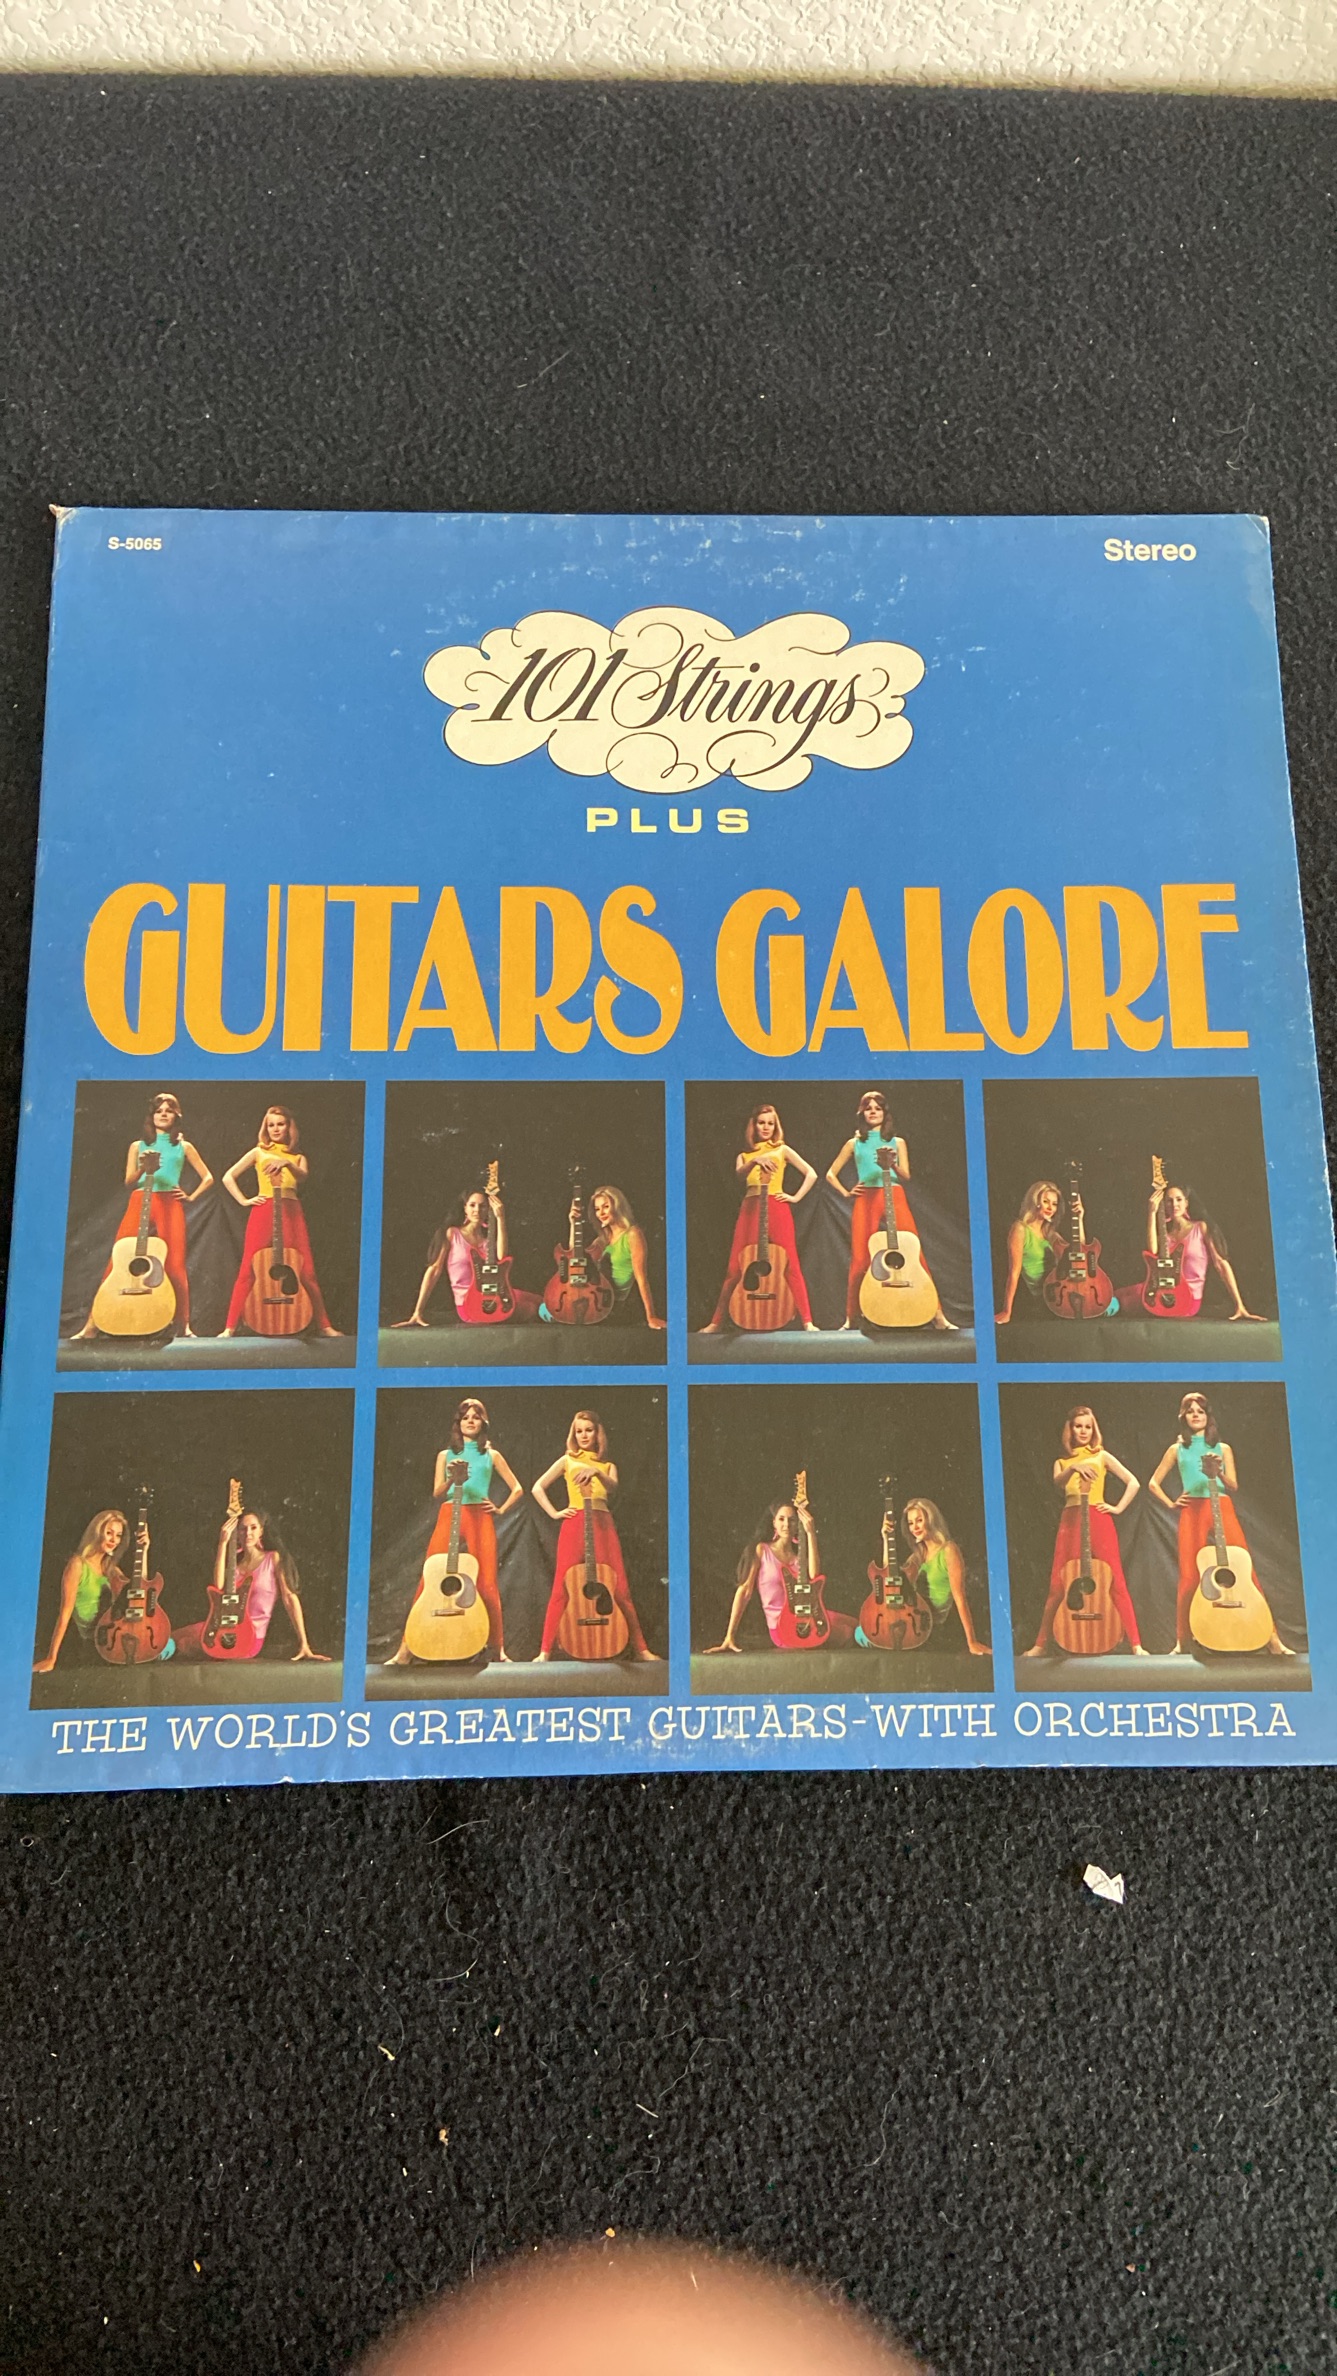 S-5065
Stereo
101 Strings
PLUS
GUITARS GALORE
THE WORLD'S GREATEST GUITARS-WITH ORCHESTRA